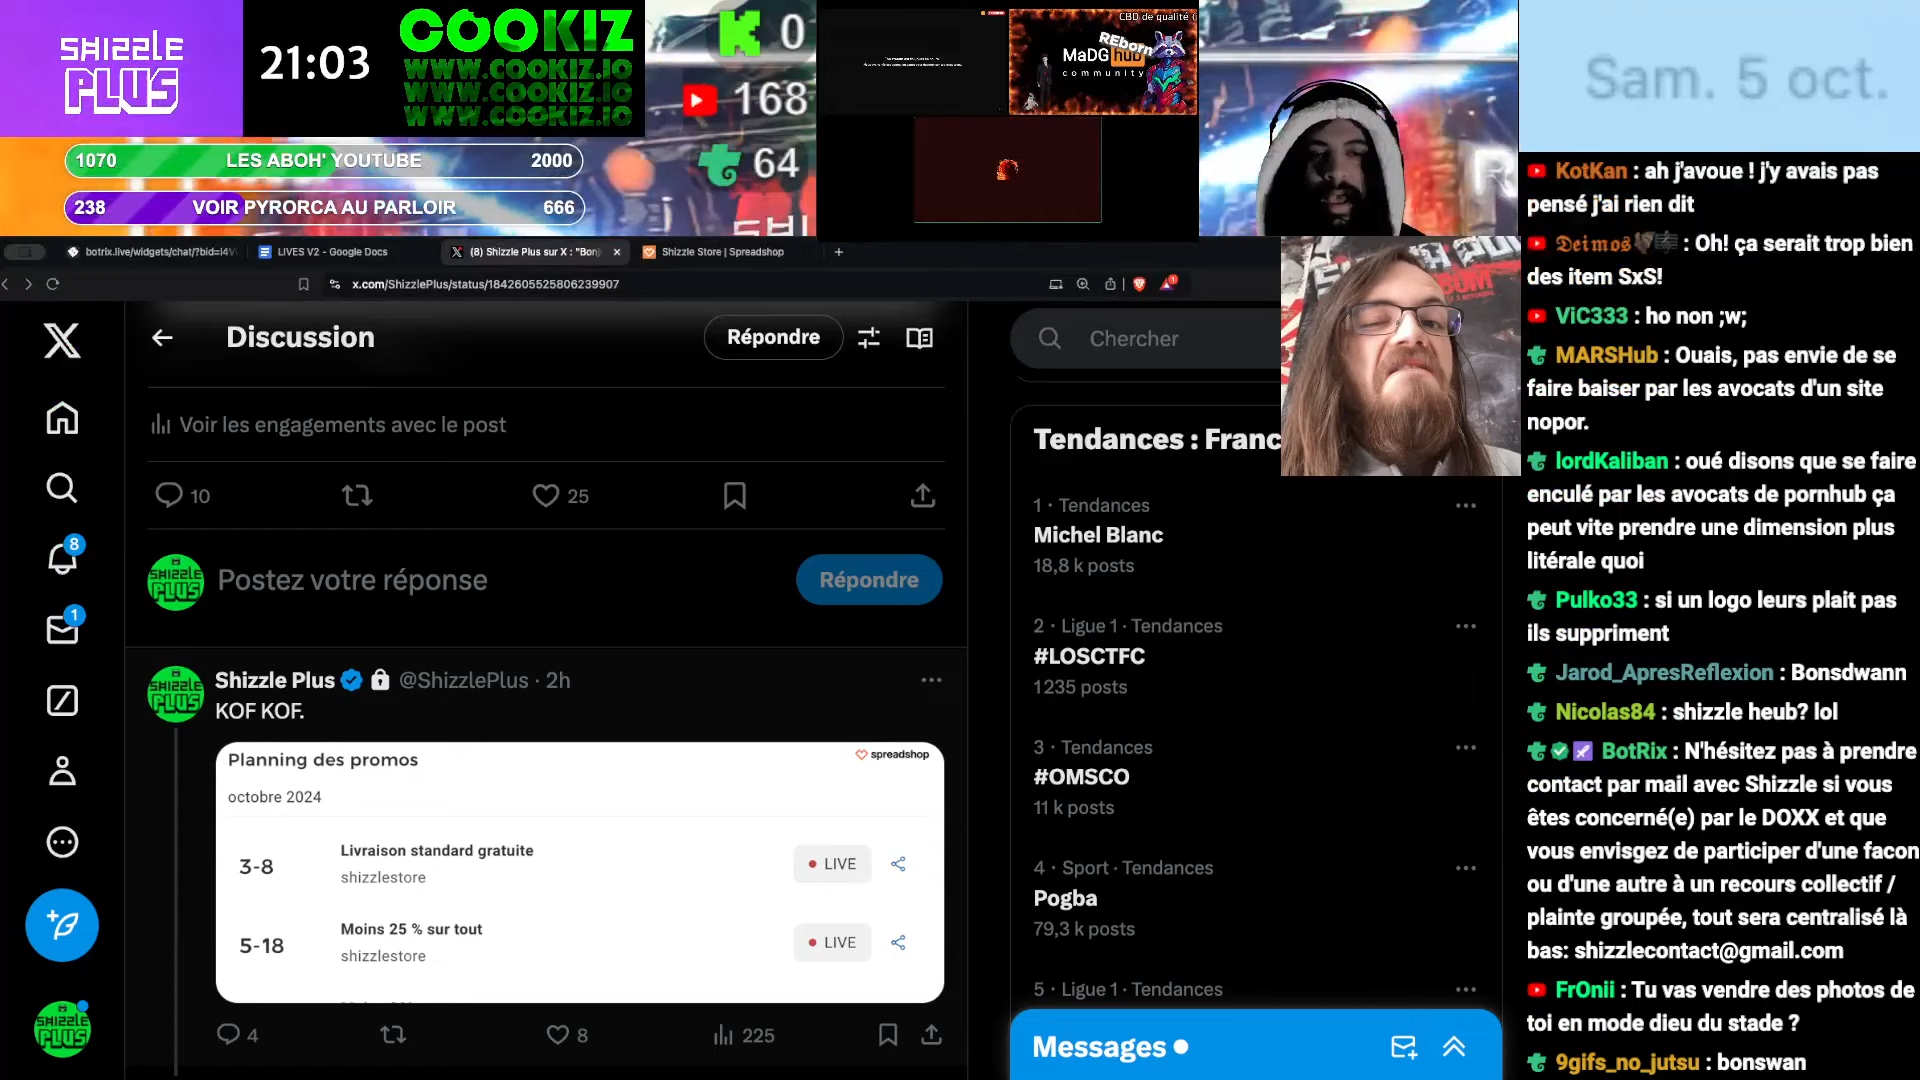 SHIZZLE
PLUS
21:03
COOKIZ
WWW.COOKIZ.IO
WWW.COOKIZ.IO
WWW.COOKIZ.IO
0
168
64
1070 LES ABOH' YOUTUBE 2000
238 VOIR PYRORCA AU PARLOIR 666
CBD de qualité (
REborn
MaDG hub
community
Sam. 5 oct.
botrix.live/widgets/chat/?bid=I4V
LIVES V2 - Google Docs
(8) Shizzle Plus sur X : "Bonj
Shizzle Store | Spreadshop
x.com/ShizzlePlus/status/1842605525806239907
Discussion
Répondre
Chercher
Voir les engagements avec le post
10
25
Postez votre réponse
Répondre
8
1
Shizzle Plus @ShizzlePlus · 2h
KOF KOF.
Planning des promos
spreadshop
octobre 2024
3-8
Livraison standard gratuite
shizzlestore
LIVE
5-18
Moins 25 % sur tout
shizzlestore
LIVE
4
8
225
Tendances : Franc
1 · Tendances
Michel Blanc
18,8 k posts
2 · Ligue 1 · Tendances
#LOSCTFC
1 235 posts
3 · Tendances
#OMSCO
11 k posts
4 · Sport · Tendances
Pogba
79,3 k posts
5 · Ligue 1 · Tendances
Messages
KotKan : ah j'avoue ! j'y avais pas
pensé j'ai rien dit
Deimos : Oh! ça serait trop bien
des item SxS!
ViC333 : ho non ;w;
MARSHub : Ouais, pas envie de se
faire baiser par les avocats d'un site
nopor.
lordKaliban : oué disons que se faire
enculé par les avocats de pornhub ça
peut vite prendre une dimension plus
litérale quoi
Pulko33 : si un logo leurs plait pas
ils suppriment
Jarod_ApresReflexion : Bonsdwann
Nicolas84 : shizzle heub? lol
BotRix : N'hésitez pas à prendre
contact par mail avec Shizzle si vous
êtes concerné(e) par le DOXX et que
vous envisgez de participer d'une facon
ou d'une autre à un recours collectif /
plainte groupée, tout sera centralisé là
bas: shizzlecontact@gmail.com
FrOnii : Tu vas vendre des photos de
toi en mode dieu du stade ?
9gifs_no_jutsu : bonswan